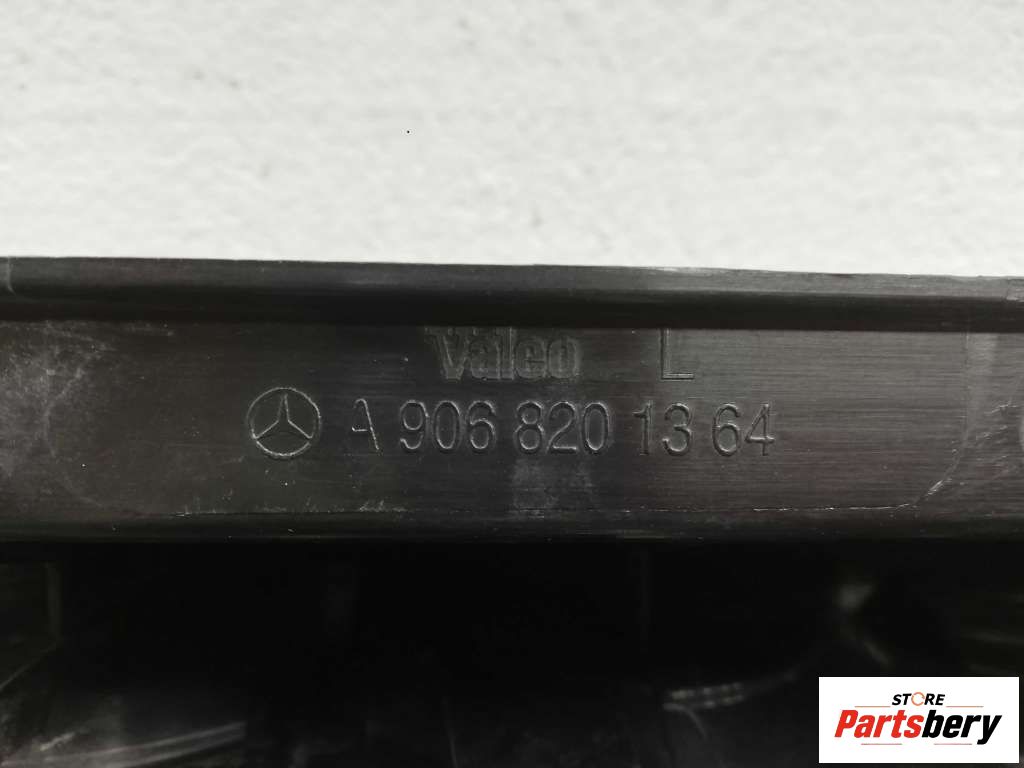 Valeo L
A 906 820 13 64
STORE
Partsbery